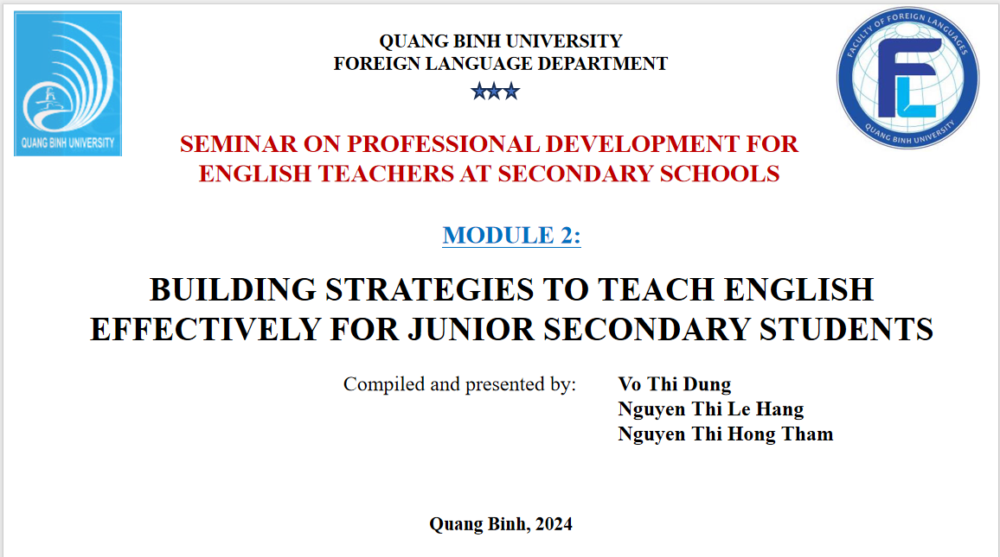 QUANG BINH UNIVERSITY
FOREIGN LANGUAGE DEPARTMENT
QUANG BINH UNIVERSITY
FACULTY OF FOREIGN LANGUAGES
FL
QUANG BINH UNIVERSITY
SEMINAR ON PROFESSIONAL DEVELOPMENT FOR
ENGLISH TEACHERS AT SECONDARY SCHOOLS
MODULE 2:
BUILDING STRATEGIES TO TEACH ENGLISH
EFFECTIVELY FOR JUNIOR SECONDARY STUDENTS
Compiled and presented by: Vo Thi Dung
Nguyen Thi Le Hang
Nguyen Thi Hong Tham
Quang Binh, 2024